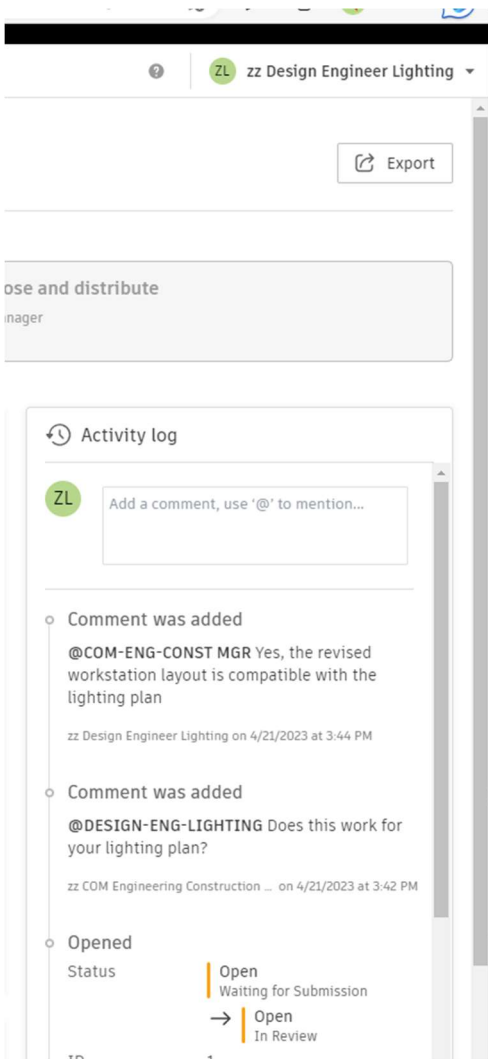 ZL zz Design Engineer Lighting
Export
ose and distribute
nager
Activity log
ZL
Add a comment, use '@' to mention...
Comment was added
@COM-ENG-CONST MGR Yes, the revised
workstation layout is compatible with the
lighting plan
zz Design Engineer Lighting on 4/21/2023 at 3:44 PM
Comment was added
@DESIGN-ENG-LIGHTING Does this work for
your lighting plan?
zz COM Engineering Construction ... on 4/21/2023 at 3:42 PM
Opened
Status Open
Waiting for Submission
→ Open
In Review